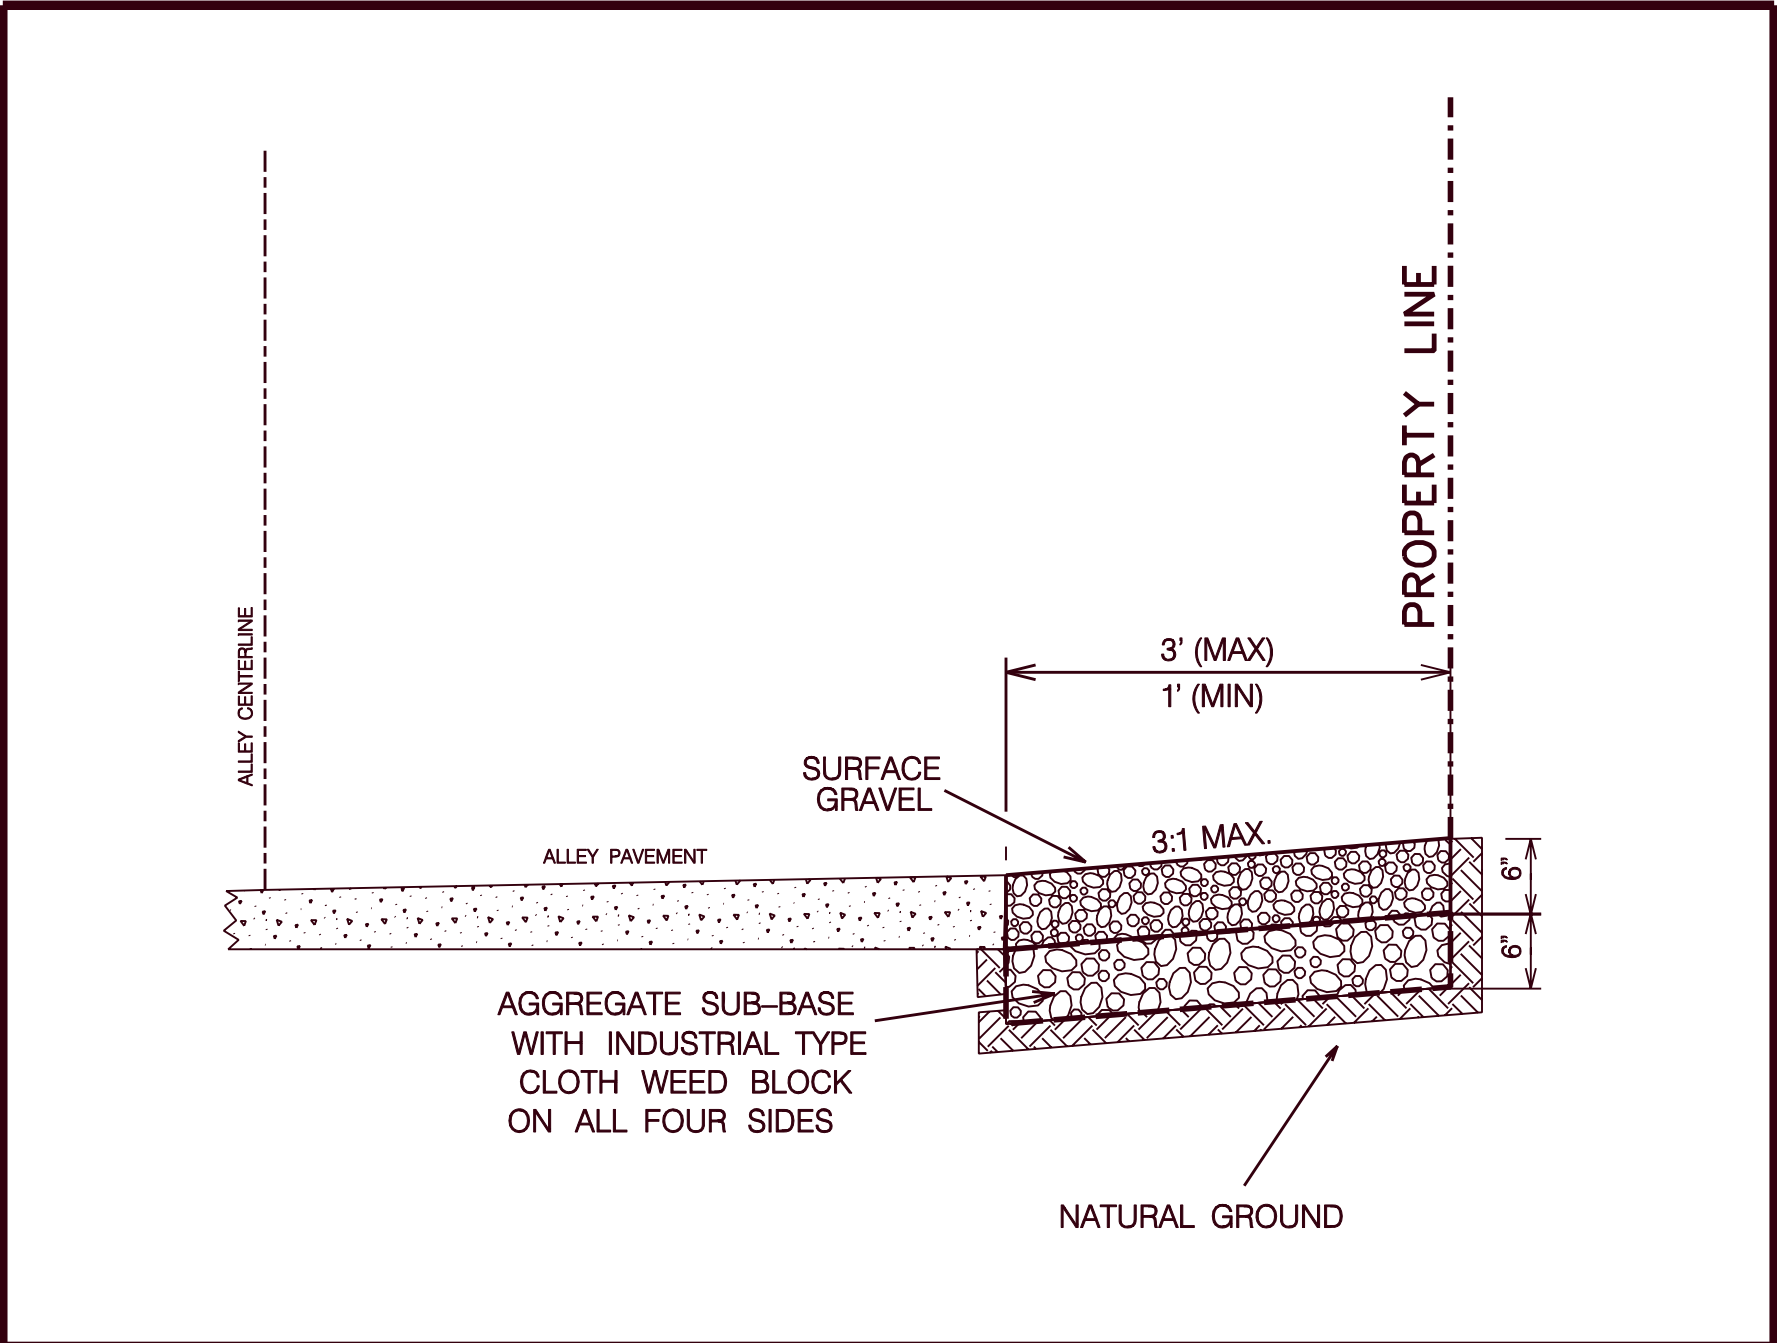 PROPERTY LINE
ALLEY CENTERLINE
3' (MAX)
1' (MIN)
SURFACE
GRAVEL
3:1 MAX.
ALLEY PAVEMENT
6"
6"
AGGREGATE SUB-BASE
WITH INDUSTRIAL TYPE
CLOTH WEED BLOCK
ON ALL FOUR SIDES
NATURAL GROUND